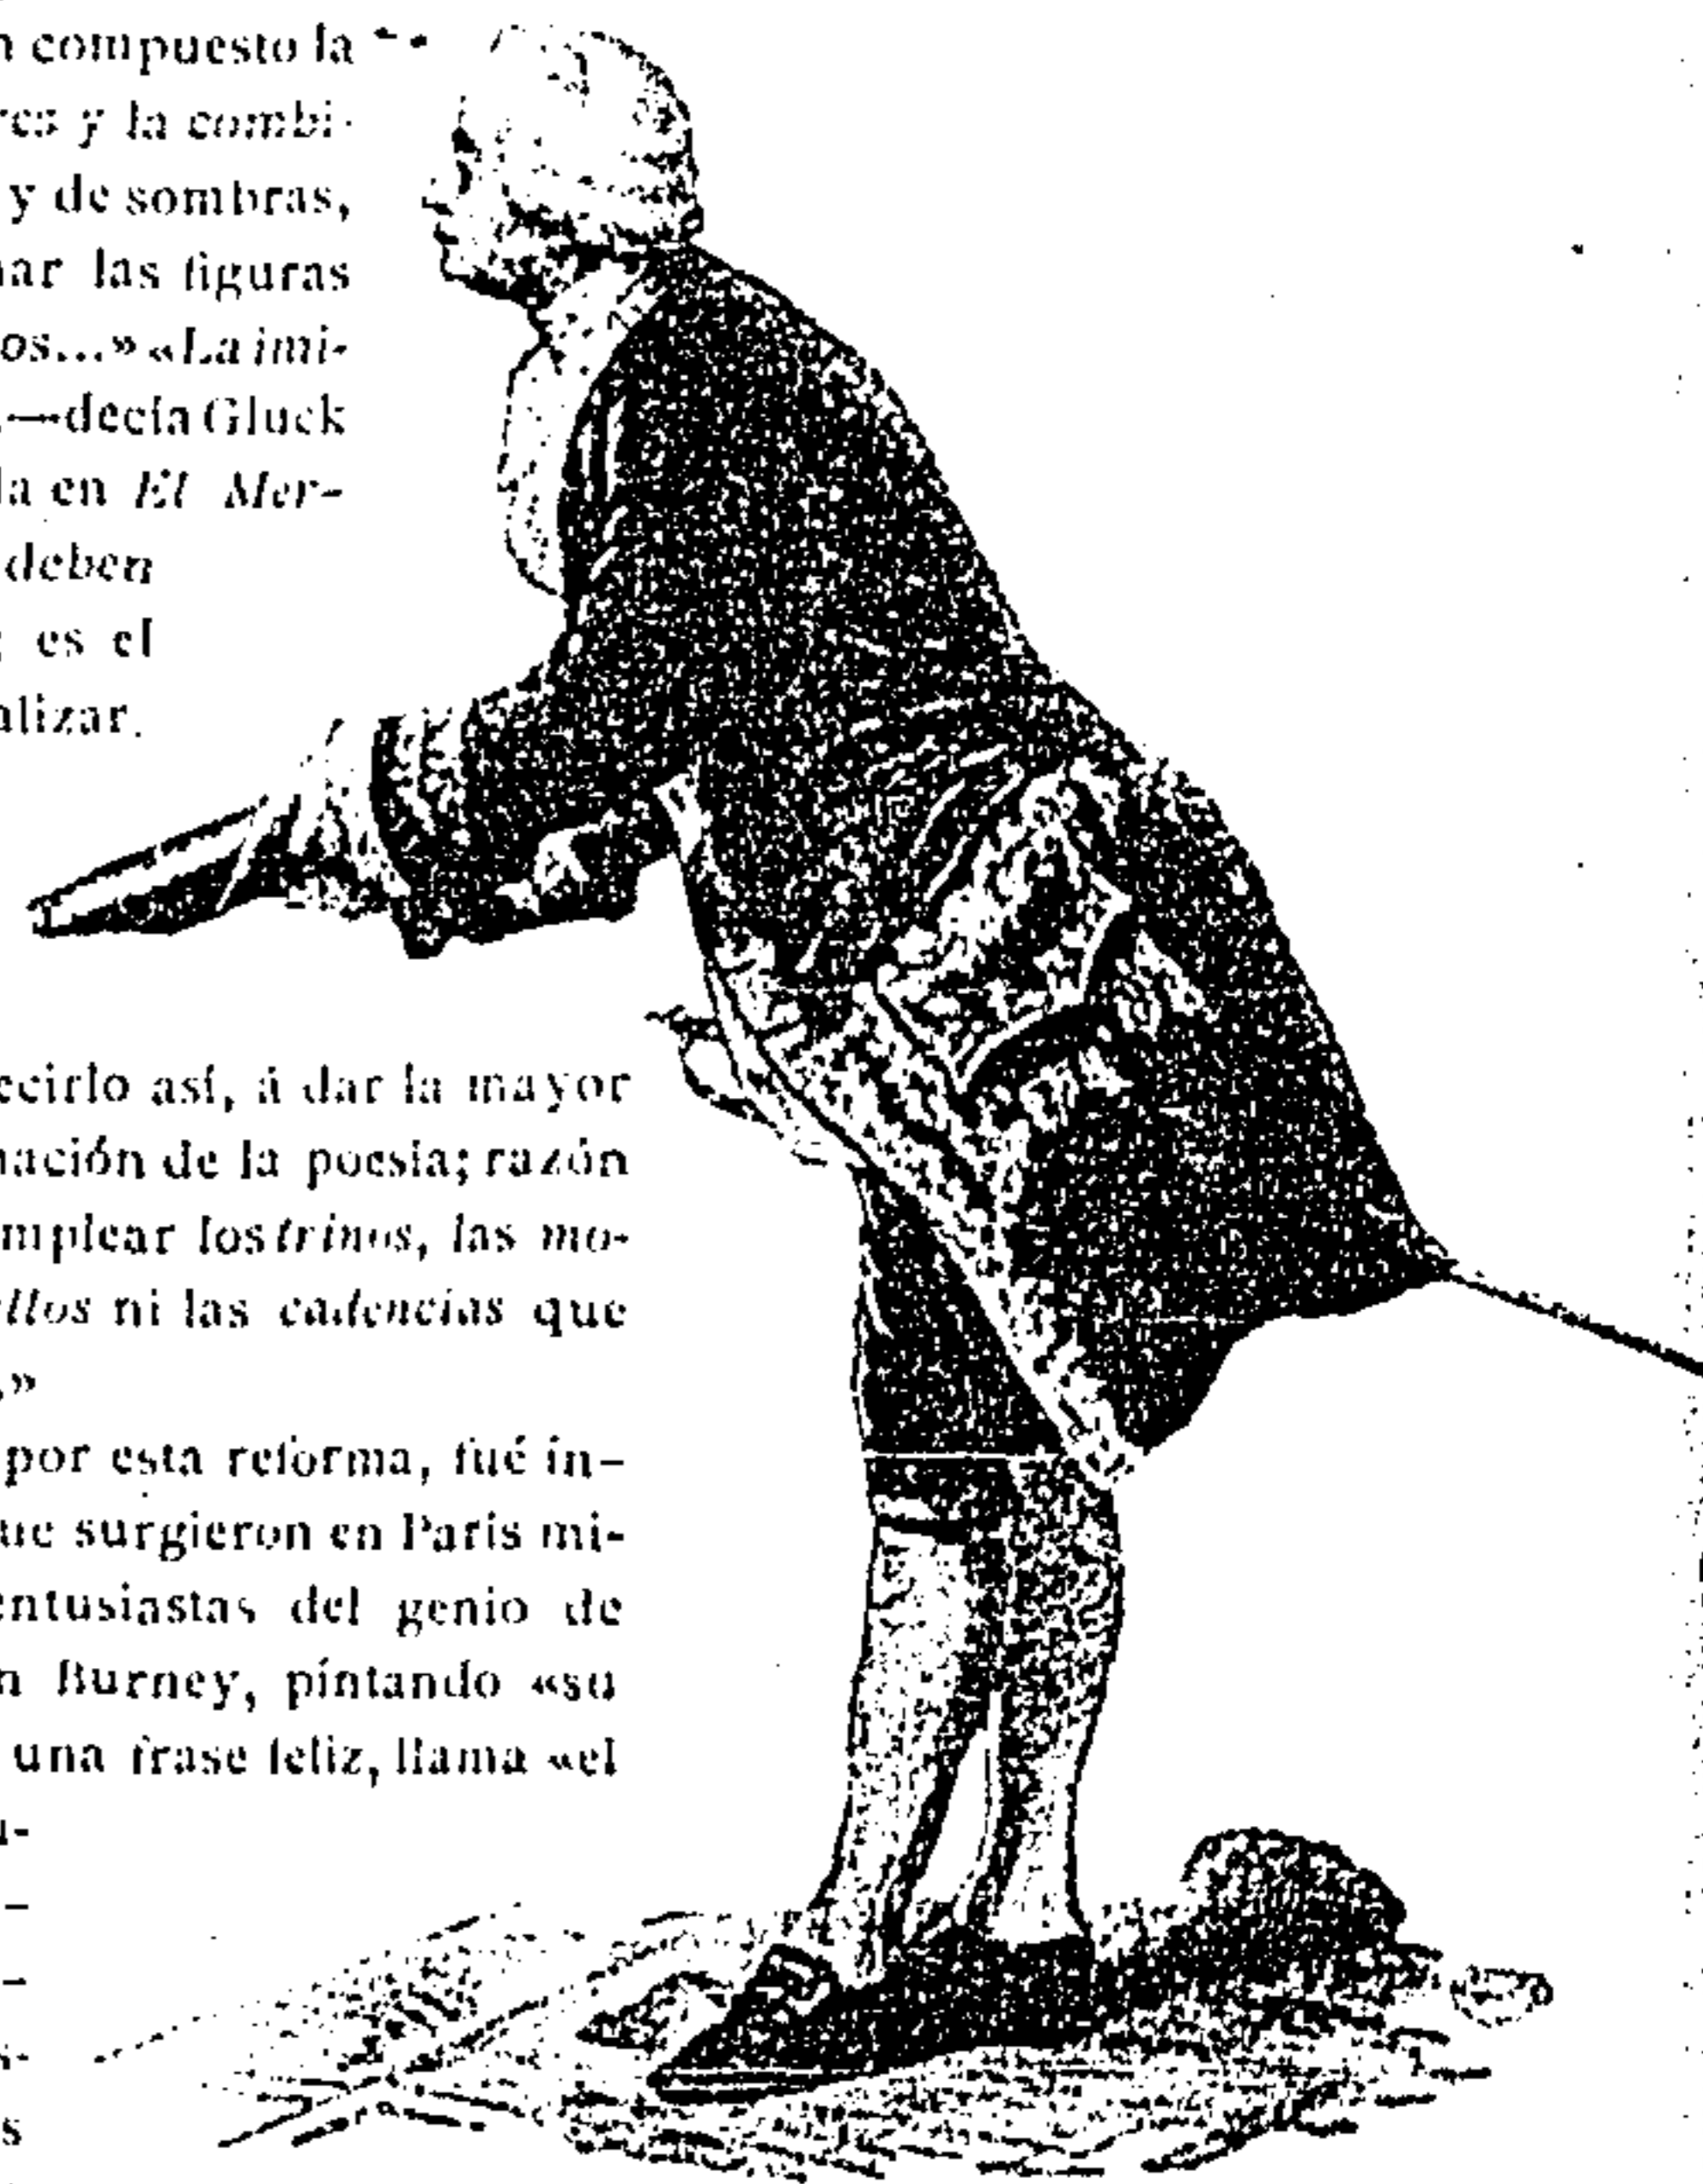 n compuesto la
res y la combi-
y de sombras,
nar las figuras
os...» «La imi-
.—decía Gluck
la en El Mer-
deben
; es el
alizar.
ecirlo así, á dar la mayor
nación de la poesía; razón
mplear los trinos, las mo-
ellos ni las cadencias que
.»
por esta reforma, fué in-
ue surgieron en París mi-
entusiastas del genio de
n Burney, pintando «su
una frase feliz, llama «el
u-
-
-
s-
s